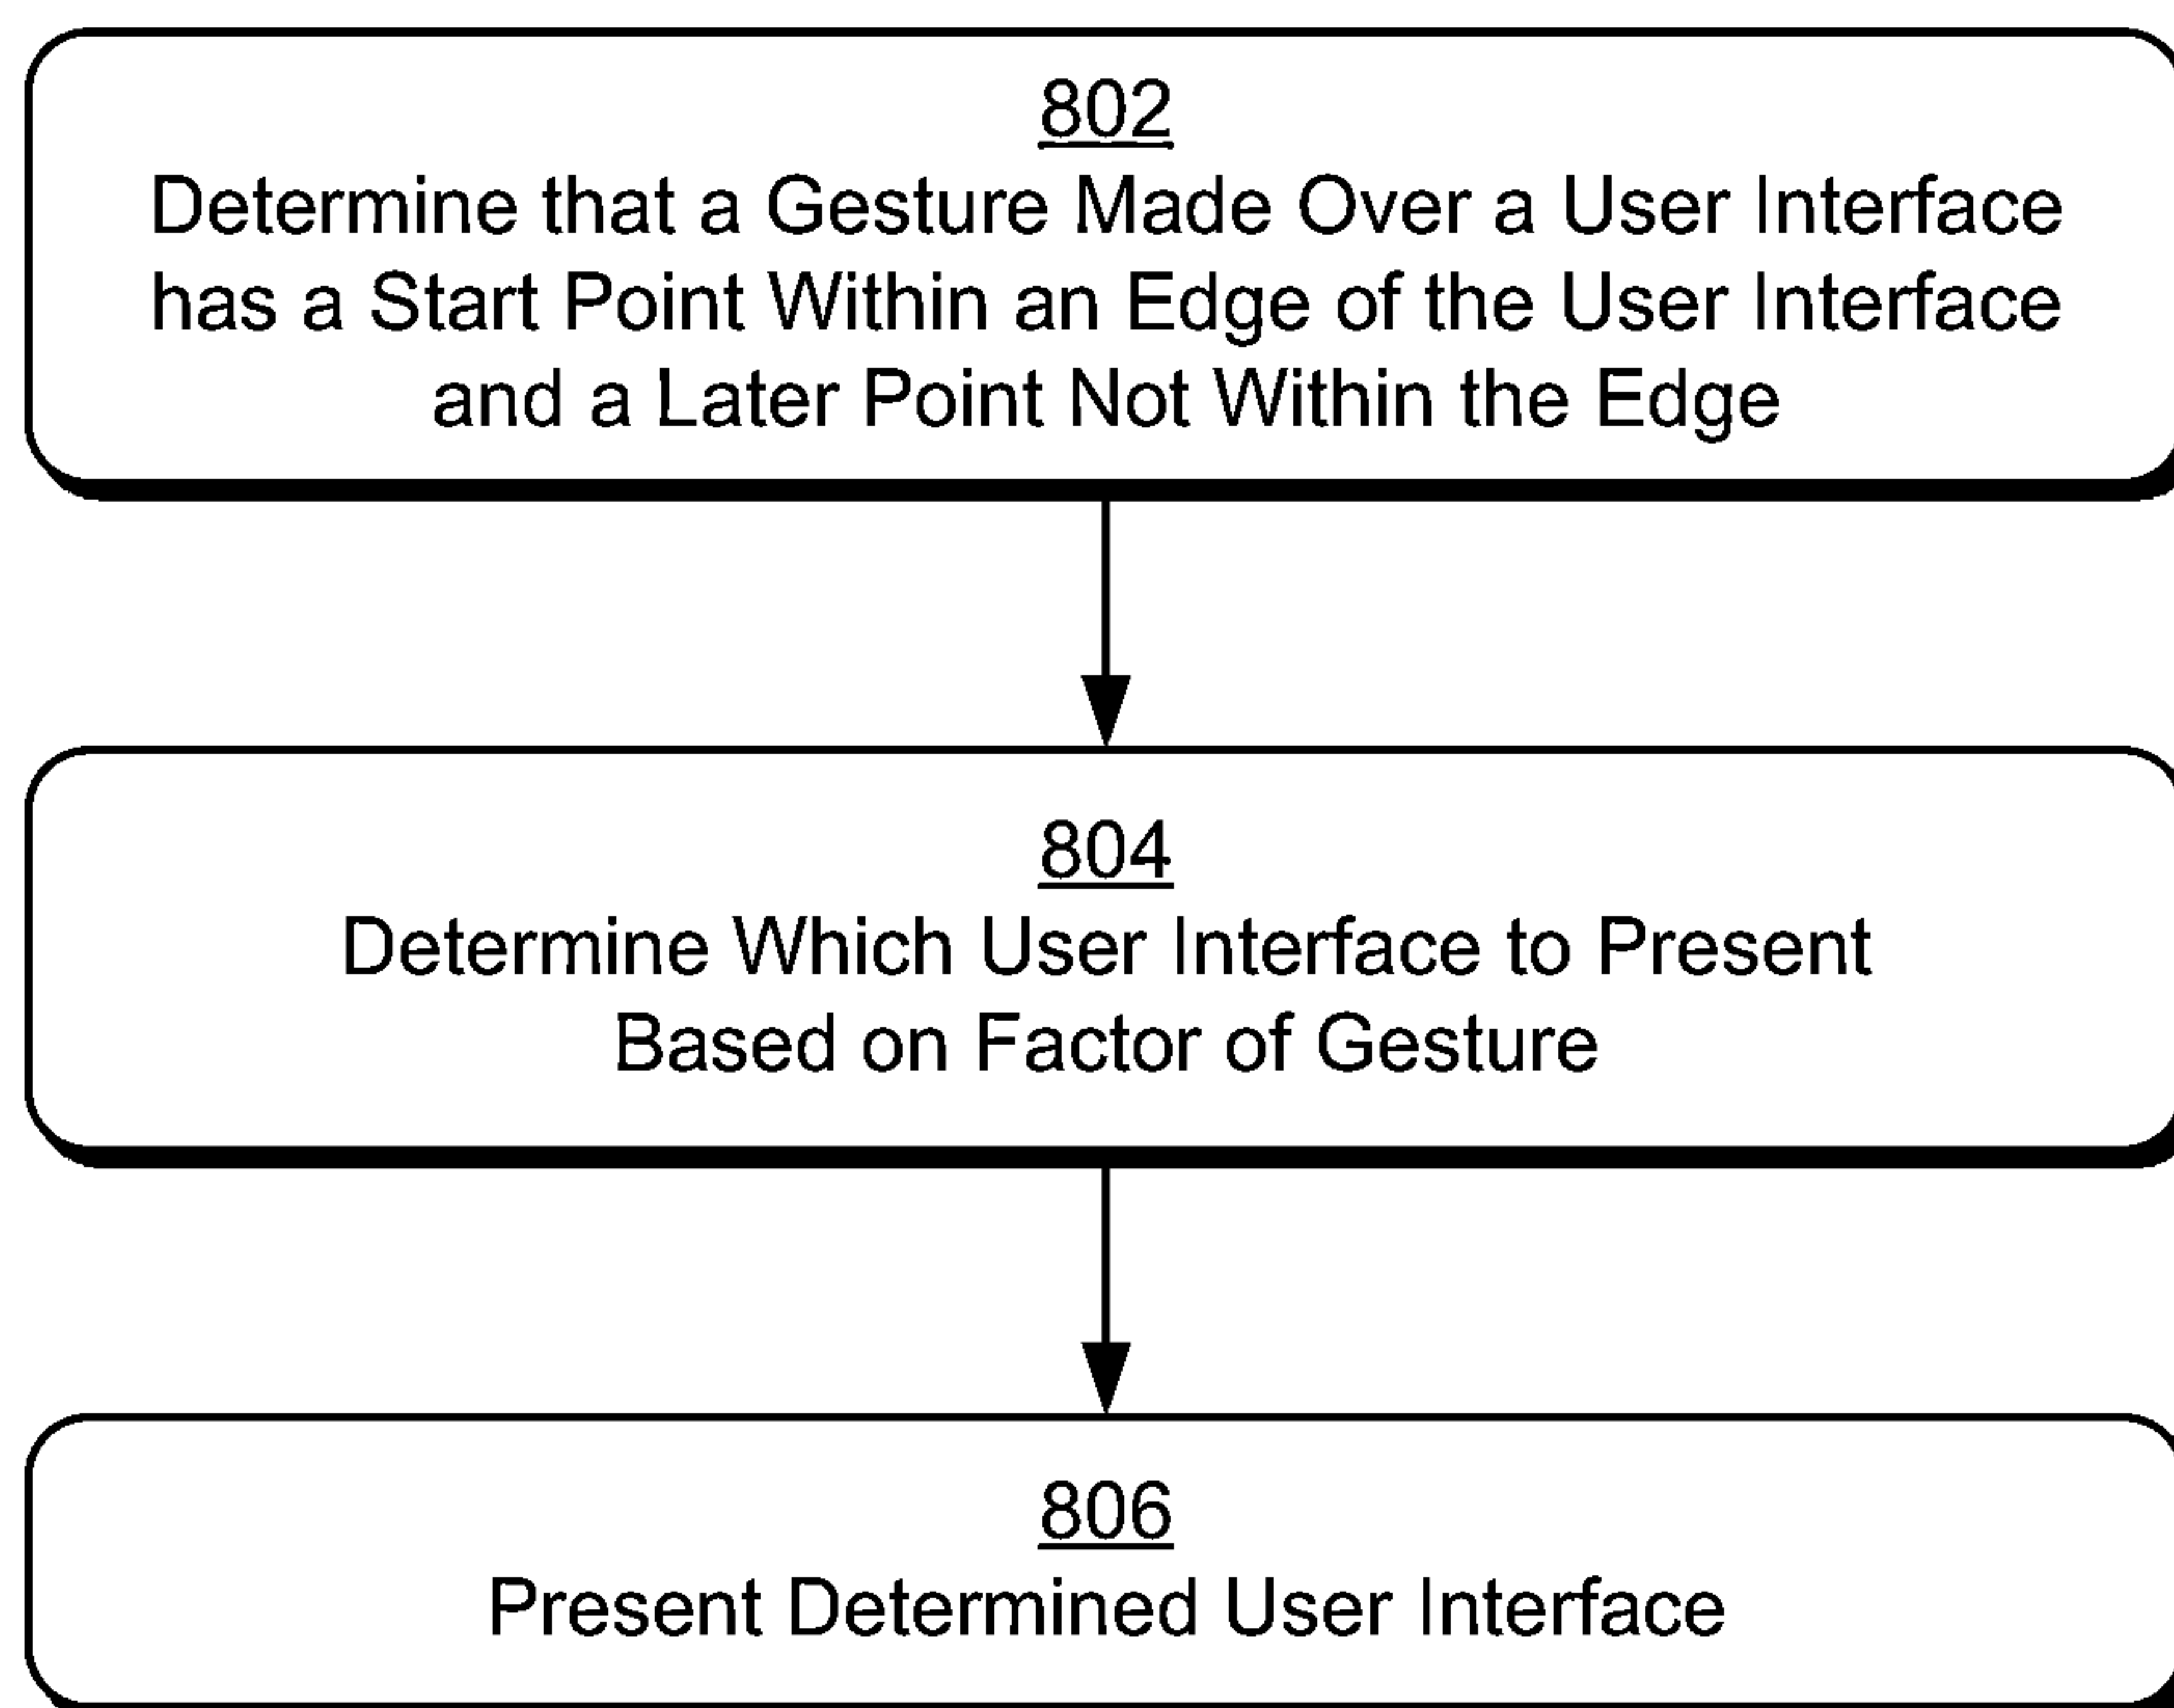 802
Determine that a Gesture Made Over a User Interface
has a Start Point Within an Edge of the User Interface
and a Later Point Not Within the Edge
804
Determine Which User Interface to Present
Based on Factor of Gesture
806
Present Determined User Interface